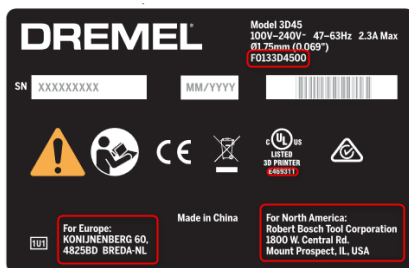 DREMEL
Model 3D45
100V-240V~ 47-63Hz 2.3A Max
Ø1.75mm (0.069")
F0133D4500
SN XXXXXXXXX
MM/YYYY
CE
C UL US
LISTED
3D PRINTER
E469311
1U1
For Europe:
KONIJNENBERG 60,
4825BD BREDA-NL
Made in China
For North America:
Robert Bosch Tool Corporation
1800 W. Central Rd.
Mount Prospect, IL, USA